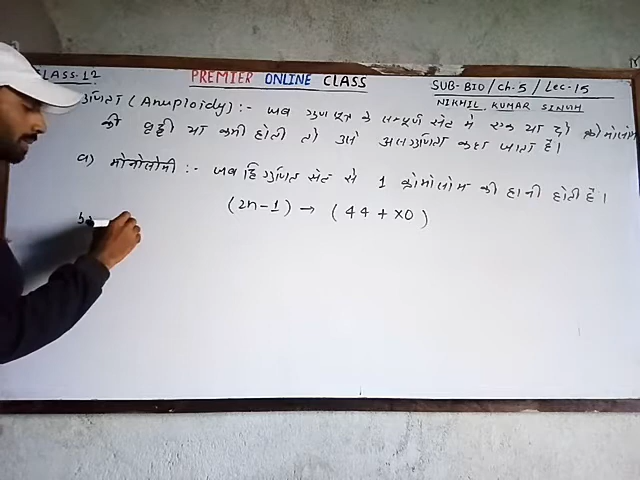 CLASS-12
PREMIER ONLINE CLASS
SUB-BIO/Ch-5/Lec-15
NIKHIL KUMAR SINGH
(Anuploidy) :- जब गुणसूत्र के सम्पूर्ण सेट मे एक या दो क्रोमोसोम
की वृद्धी या कमी होती तो उसे असगुणिता कहा जाता है।
a) मोनोसोमी :- जब द्विगुणित सेट से 1 क्रोमोसोम की हानी होती है।
(2n-1) → (44 + XO)